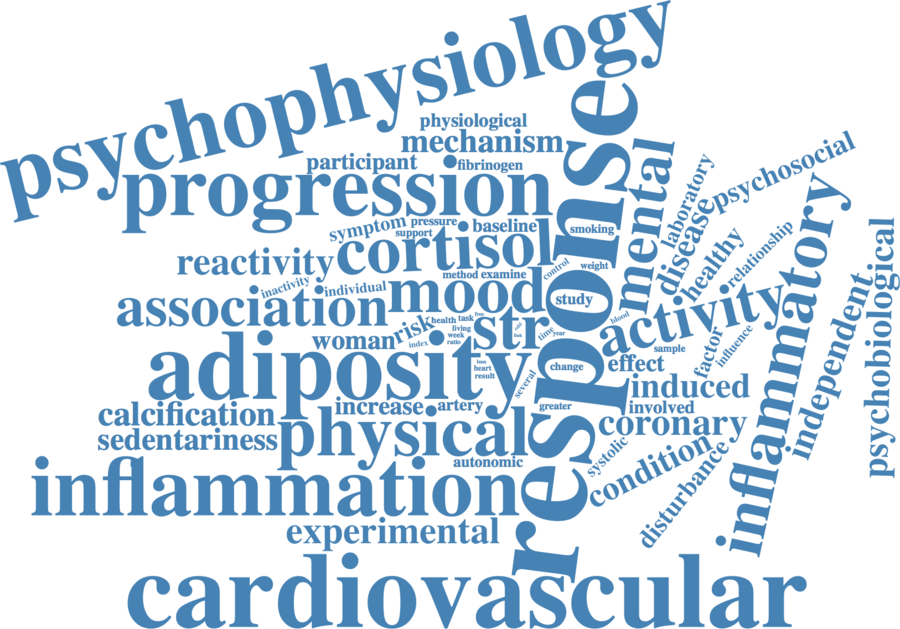 psychophysiology
physiological
mechanism
participant
fibrinogen
progression
response
mental
laboratory
psychosocial
disease
symptom
pressure
support
baseline
smoking
healthy
relationship
reactivity
cortisol
method
examine
control
weight
inactivity
individual
mood
study
association
activity
inflammatory
independent
psychobiological
woman
risk
health
task
free
living
week
ratio
index
str
time
year
blood
sample
factor
influence
adiposity
heart
result
change
effect
several
induced
involved
calcification
increase
artery
greater
coronary
sedentariness
physical
autonomic
systolic
condition
disturbance
inflammation
experimental
cardiovascular